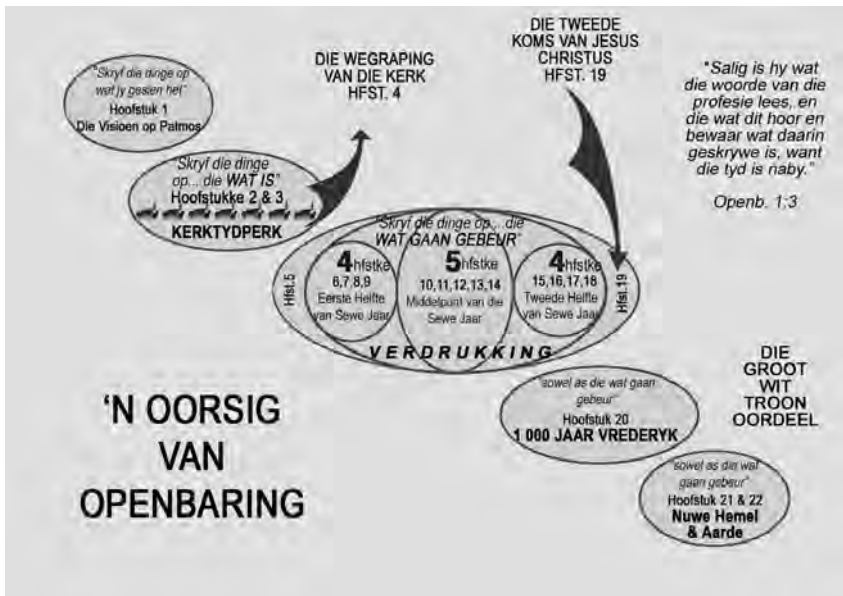 "Skryf die dinge op
wat jy gesien het"
Hoofstuk 1
Die Visioen op Patmos
DIE WEGRAPING
VAN DIE KERK
HFST. 4
DIE TWEEDE
KOMS VAN JESUS
CHRISTUS
HFST. 19
"Salig is hy wat
die woorde van die
profesie lees, en
die wat dit hoor en
bewaar wat daarin
geskrywe is, want
die tyd is naby."
Openb. 1:3
"Skryf die dinge
op... die WAT IS"
Hoofstukke 2 & 3
KERKTYDPERK
"Skryf die dinge op....die
WAT GAAN GEBEUR"
Hfst.5
4hfstke
6,7,8,9
Eerste Helfte
van Sewe Jaar
5hfstke
10,11,12,13,14
Middelpunt van die
Sewe Jaar
4hfstke
15,16,17,18
Tweede Helfte
van Sewe Jaar
Hfst.19
VERDRUKKING
"sowel as die wat gaan
gebeur"
Hoofstuk 20
1 000 JAAR VREDERYK
DIE
GROOT
WIT
TROON
OORDEEL
"sowel as die wat
gaan gebeur"
Hoofstuk 21 & 22
Nuwe Hemel
& Aarde
'N OORSIG
VAN
OPENBARING